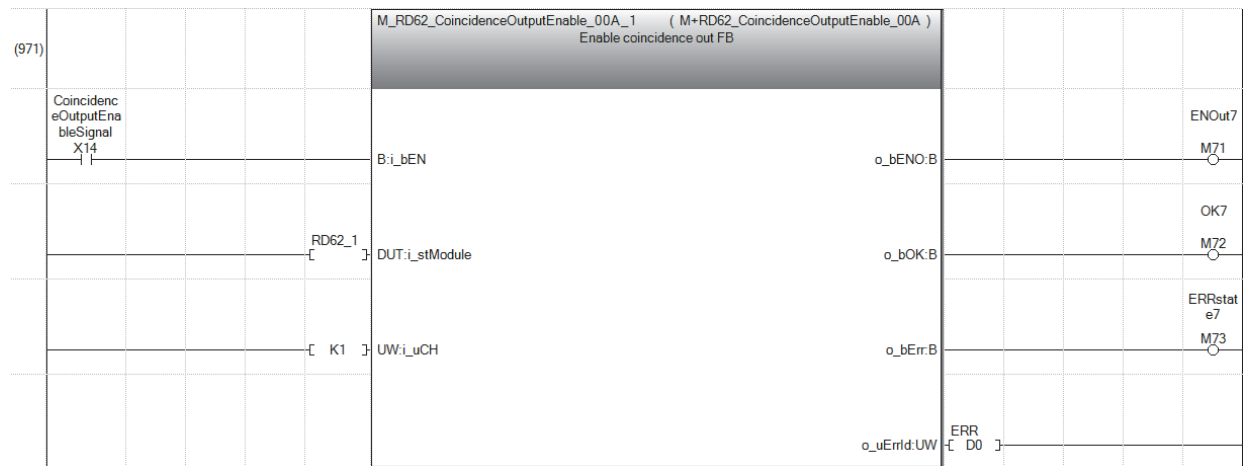 M_RD62_CoincidenceOutputEnable_00A_1 ( M+RD62_CoincidenceOutputEnable_00A )
Enable coincidence out FB
(971)
Coincidenc
eOutputEna
bleSignal
X14
B:i_bEN
o_bENO:B
ENOut7
M71
RD62_1
DUT:i_stModule
o_bOK:B
OK7
M72
K1
UW:i_uCH
o_bErr:B
ERRstat
e7
M73
o_uErrId:UW
ERR
D0